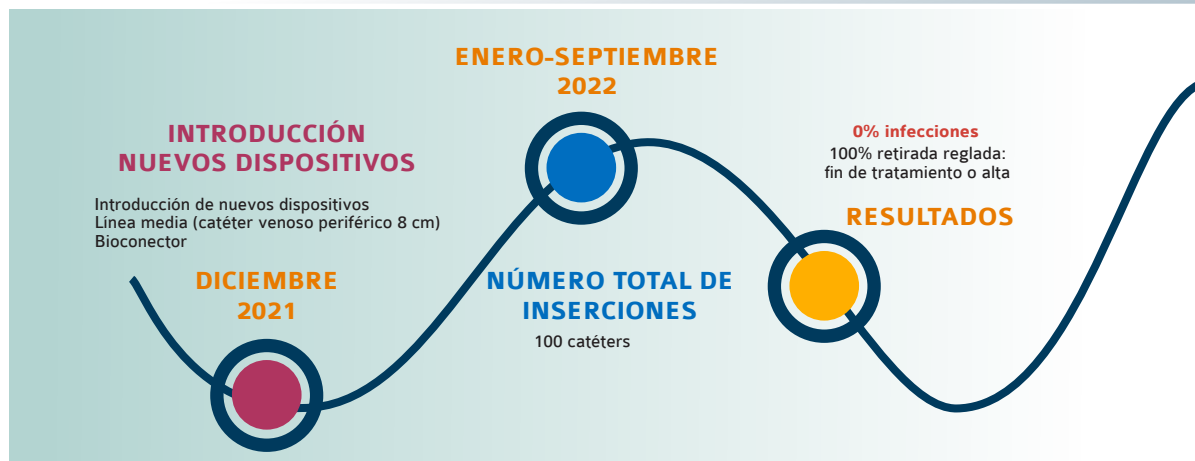 INTRODUCCIÓN
NUEVOS DISPOSITIVOS
Introducción de nuevos dispositivos
Línea media (catéter venoso periférico 8 cm)
Bioconector
DICIEMBRE
2021
ENERO-SEPTIEMBRE
2022
NÚMERO TOTAL DE
INSERCIONES
100 catéters
0% infecciones
100% retirada reglada:
fin de tratamiento o alta
RESULTADOS